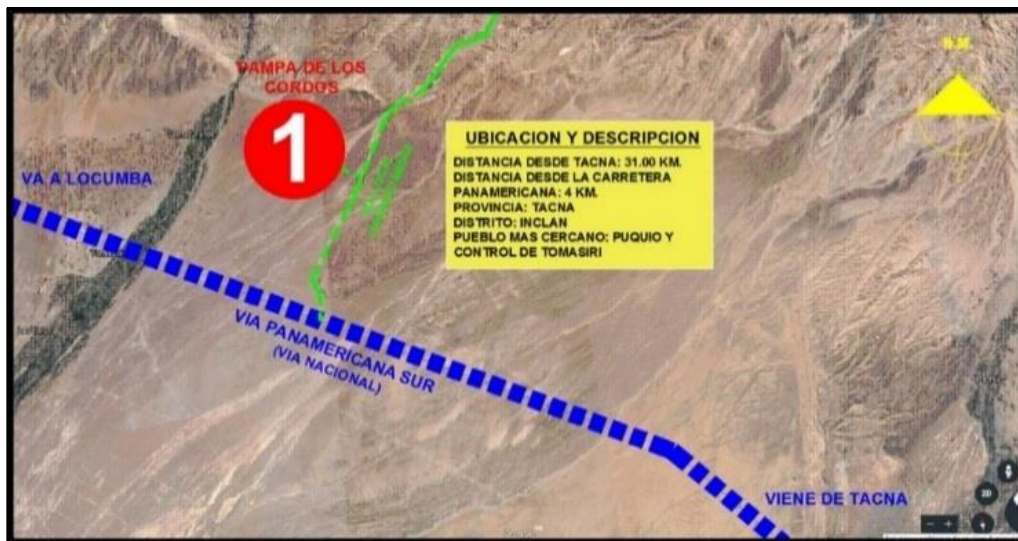 PAMPA DE LOS
CORDOS
1
N.M.
VA A LOCUMBA
UBICACION Y DESCRIPCION
DISTANCIA DESDE TACNA: 31.00 KM.
DISTANCIA DESDE LA CARRETERA
PANAMERICANA: 4 KM.
PROVINCIA: TACNA
DISTRITO: INCLAN
PUEBLO MAS CERCANO: PUQUIO Y
CONTROL DE TOMASIRI
VIA PANAMERICANA SUR
(VIA NACIONAL)
VIENE DE TACNA